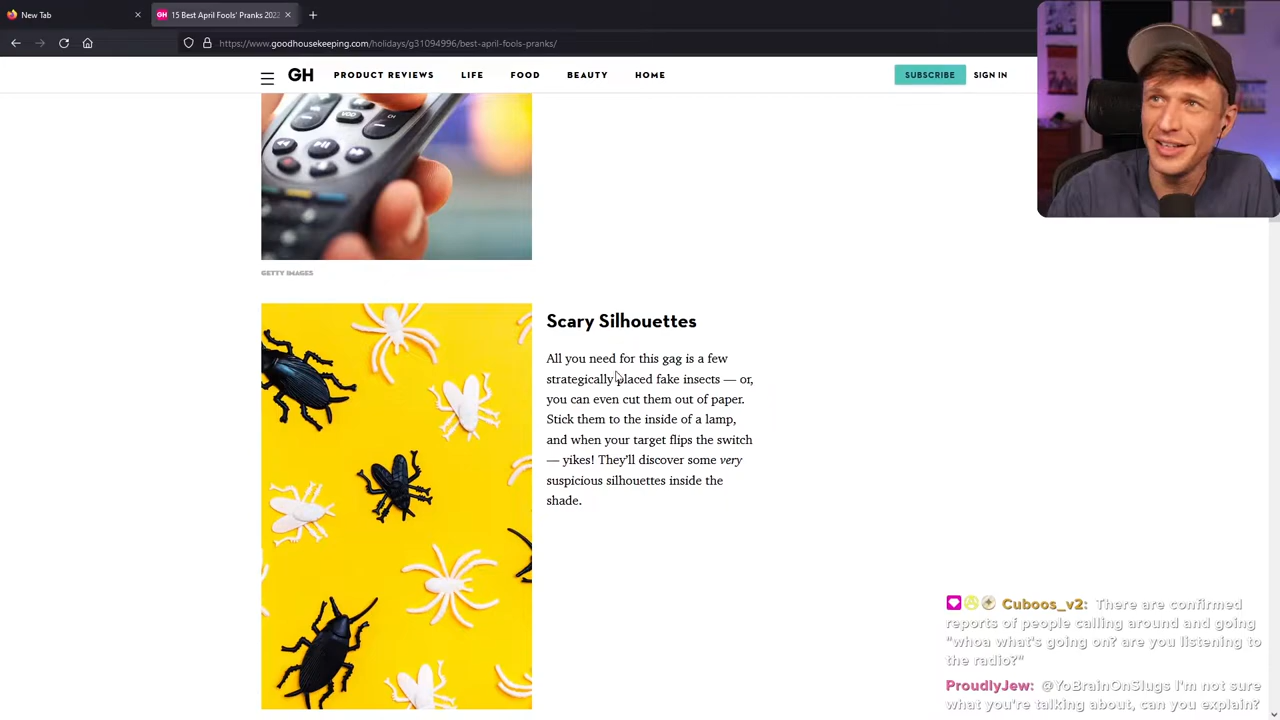 New Tab
GH 15 Best April Fools' Pranks 202
https://www.goodhousekeeping.com/holidays/g31094996/best-april-fools-pranks/
GH PRODUCT REVIEWS LIFE FOOD BEAUTY HOME SUBSCRIBE SIGN IN
GETTY IMAGES
Scary Silhouettes
All you need for this gag is a few
strategically placed fake insects — or,
you can even cut them out of paper.
Stick them to the inside of a lamp,
and when your target flips the switch
— yikes! They'll discover some very
suspicious silhouettes inside the
shade.
Cuboos_v2: There are confirmed
reports of people calling around and going
"whoa what's going on? are you listening to
the radio?"
ProudlyJew: @YoBrainOnSlugs I'm not sure
what you're talking about, can you explain?